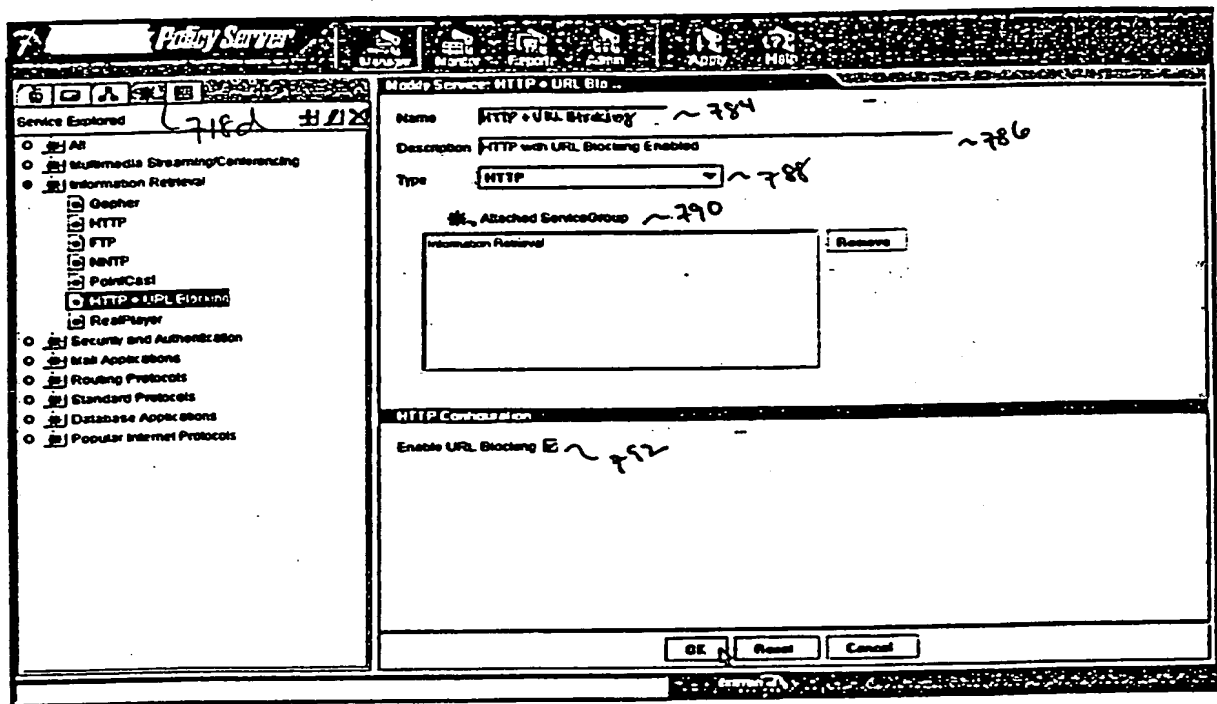 Policy Server
Manager Monitor Reports Admin Apply Help
Modify Service: HTTP + URL Blo ...
Service Explored
718d
Name HTTP + URL Blocking ~ 784
Description HTTP with URL Blocking Enabled ~ 786
Type HTTP ~ 788
Attached ServiceGroup ~ 790
Information Retrieval
Remove
All
Multimedia Streaming/Conferencing
Information Retrieval
Gopher
HTTP
FTP
NNTP
PointCast
HTTP + URL Blocking
RealPlayer
Security and Authentication
Mail Applications
Routing Protocols
Standard Protocols
Database Applications
Popular Internet Protocols
HTTP Configuration
Enable URL Blocking ~ 792
OK Reset Cancel